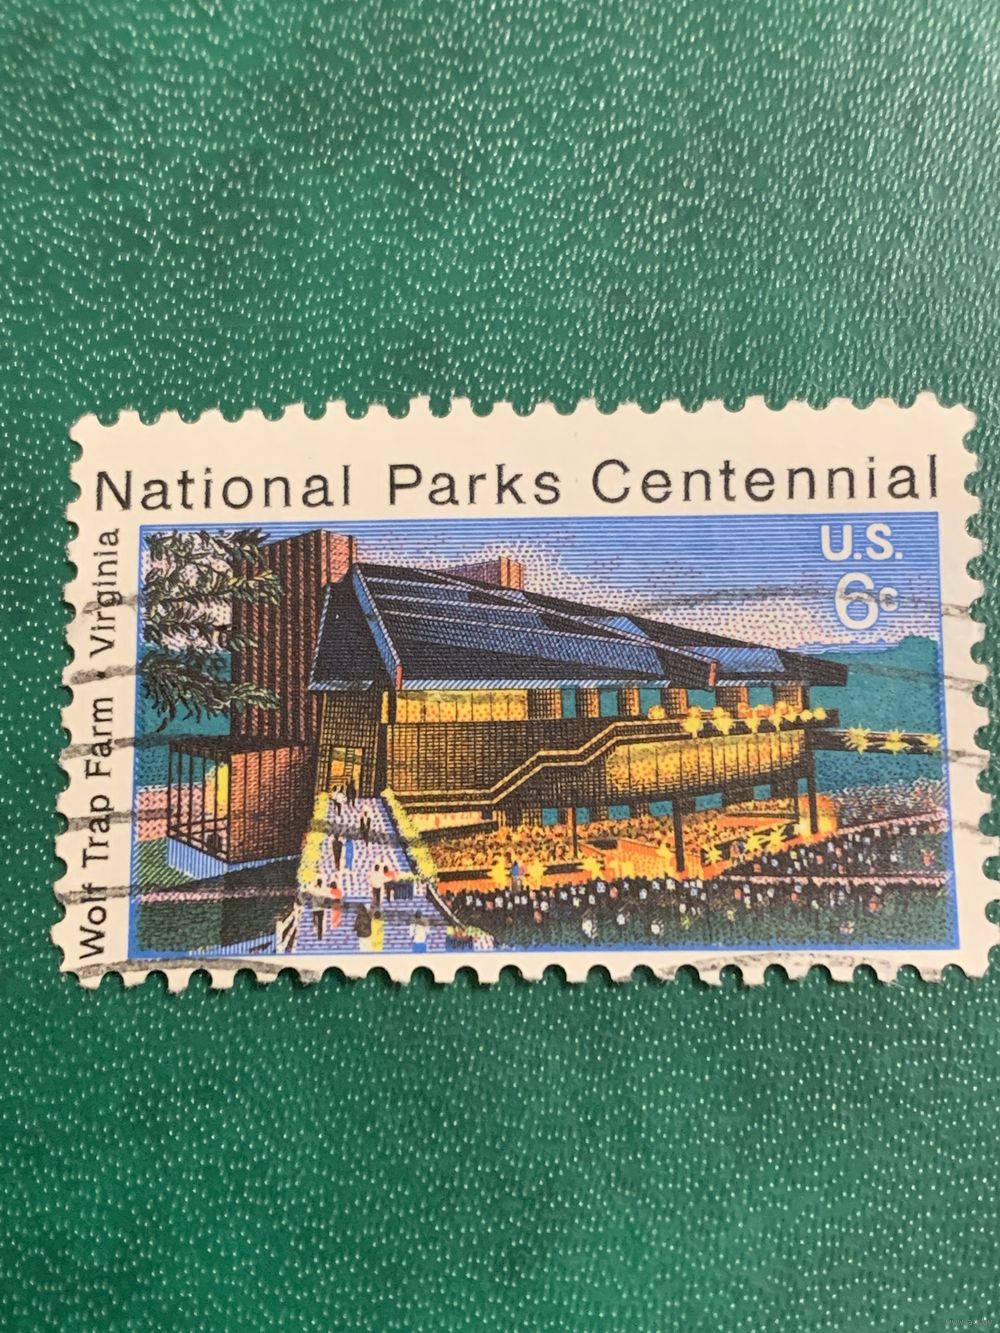 National Parks Centennial
U.S.
6c
Wolf Trap Farm . Virginia